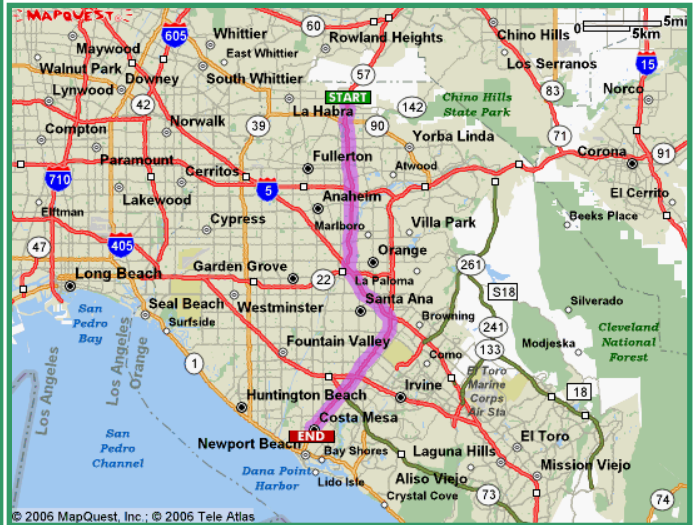 MAPQUEST.
0
5mi
5km
605
Whittier
60
Rowland Heights
Chino Hills
Maywood
East Whittier
Los Serranos
15
Walnut Park
Downey
South Whittier
57
Norco
Lynwood
START
83
42
La Habra
142
Chino Hills
State Park
Compton
Norwalk
39
90
Yorba Linda
71
Fullerton
Corona
91
Paramount
Cerritos
Atwood
710
5
Anaheim
El Cerrito
Lakewood
Elftman
Cypress
Marlboro
Villa Park
Beeks Place
47
405
Garden Grove
Orange
261
Long Beach
22
La Paloma
S18
San
Pedro
Bay
Seal Beach
Westminster
Santa Ana
Silverado
Surfside
Browning
241
Cleveland
National
Forest
Fountain Valley
133
Modjeska
Los Angeles
Orange
1
Como
El Toro
Marine
Corps
Air Sta
Huntington Beach
Irvine
18
Los Angeles
Costa Mesa
San
Pedro
Channel
END
Newport Beach
El Toro
Bay Shores
Laguna Hills
Dana Point
Harbor
Mission Viejo
Lido Isle
Aliso Viejo
Crystal Cove
73
74
© 2006 MapQuest, Inc.; © 2006 Tele Atlas